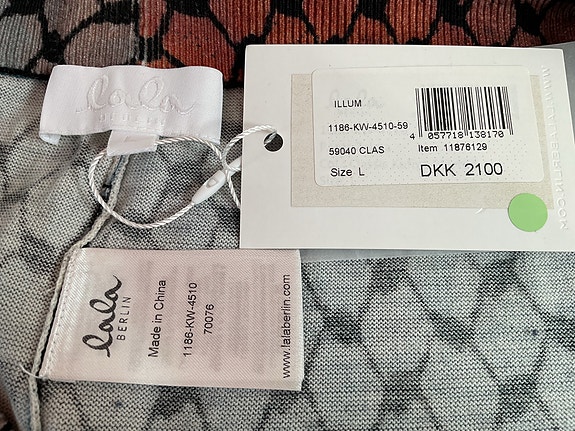 lala
BERLIN
ILLUM
1186-KW-4510-59
4 057718 138170
59040 CLAS
Item 11876129
Size L
DKK 2100
lala
BERLIN
Made in China
1186-KW-4510
70076
www.lalaberlin.com